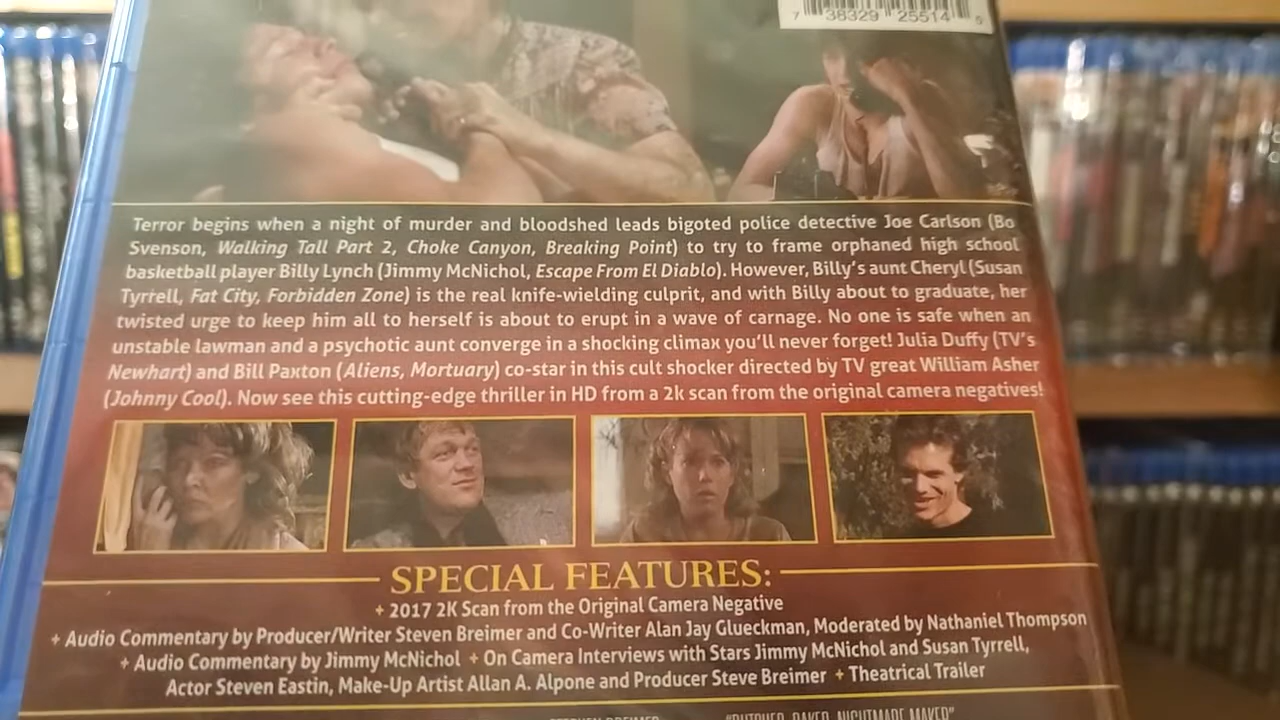 7 38329 25514 5
Terror begins when a night of murder and bloodshed leads bigoted police detective Joe Carlson (Bo
Svenson, Walking Tall Part 2, Choke Canyon, Breaking Point) to try to frame orphaned high school
basketball player Billy Lynch (Jimmy McNichol, Escape From El Diablo). However, Billy's aunt Cheryl (Susan
Tyrrell, Fat City, Forbidden Zone) is the real knife-wielding culprit, and with Billy about to graduate, her
twisted urge to keep him all to herself is about to erupt in a wave of carnage. No one is safe when an
unstable lawman and a psychotic aunt converge in a shocking climax you'll never forget! Julia Duffy (TV's
Newhart) and Bill Paxton (Aliens, Mortuary) co-star in this cult shocker directed by TV great William Asher
(Johnny Cool). Now see this cutting-edge thriller in HD from a 2k scan from the original camera negatives!
SPECIAL FEATURES:
+ 2017 2K Scan from the Original Camera Negative
+ Audio Commentary by Producer/Writer Steven Breimer and Co-Writer Alan Jay Glueckman, Moderated by Nathaniel Thompson
+ Audio Commentary by Jimmy McNichol + On Camera Interviews with Stars Jimmy McNichol and Susan Tyrrell,
Actor Steven Eastin, Make-Up Artist Allan A. Alpone and Producer Steve Breimer + Theatrical Trailer
STEPHEN BREIMER "BUTCHER, BAKER, NIGHTMARE MAKER"